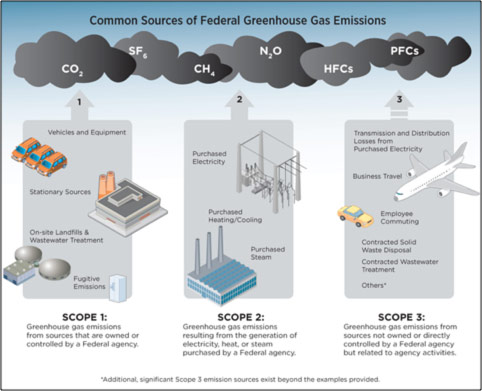 Common Sources of Federal Greenhouse Gas Emissions
SF6
N2O
PFCs
CO2
CH4
HFCs
1
2
3
Vehicles and Equipment
Stationary Sources
On-site Landfills &
Wastewater Treatment
Fugitive
Emissions
Purchased
Electricity
Purchased
Heating/Cooling
Purchased
Steam
Transmission and Distribution
Losses from
Purchased Electricity
Business Travel
Employee
Commuting
Contracted Solid
Waste Disposal
Contracted Wastewater
Treatment
Others*
SCOPE 1:
Greenhouse gas emissions
from sources that are owned or
controlled by a Federal agency.
SCOPE 2:
Greenhouse gas emissions
resulting from the generation of
electricity, heat, or steam
purchased by a Federal agency.
SCOPE 3:
Greenhouse gas emissions from
sources not owned or directly
controlled by a Federal agency
but related to agency activities.
*Additional, significant Scope 3 emission sources exist beyond the examples provided.